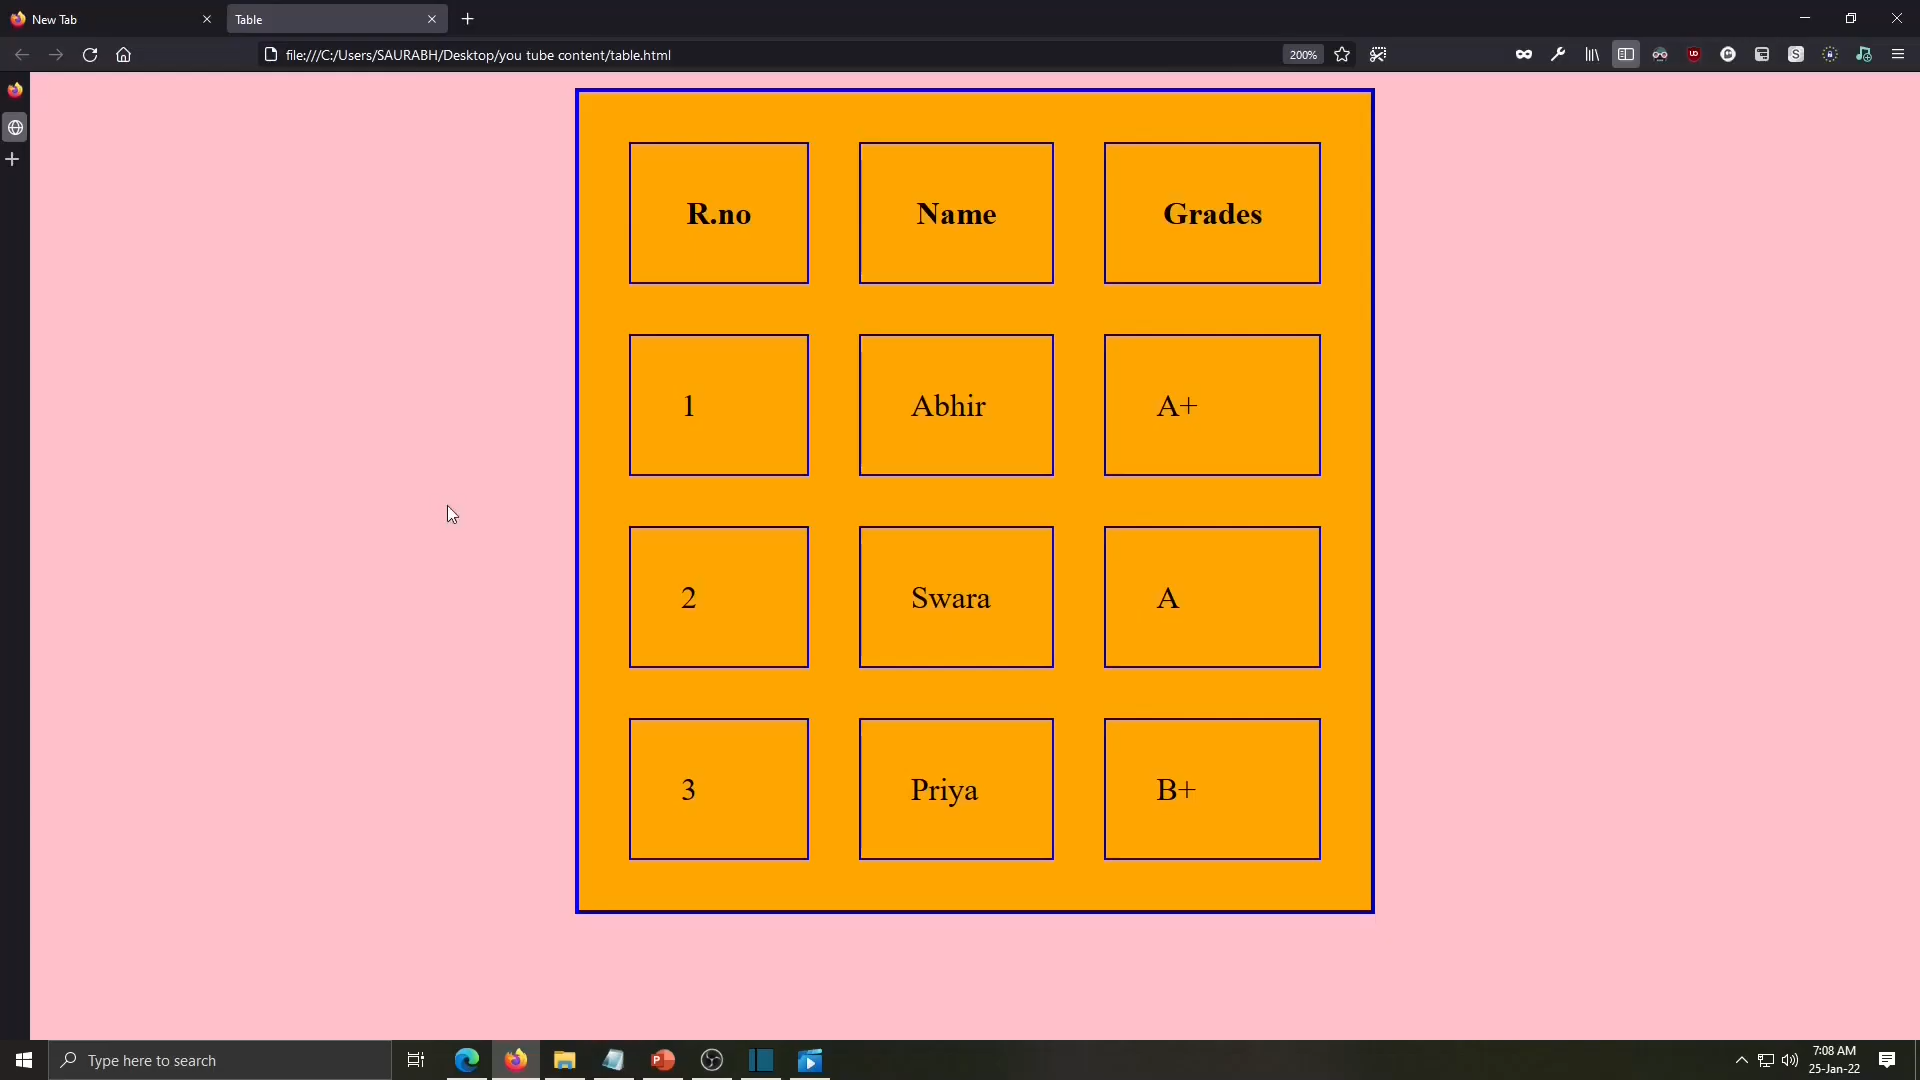 New Tab
Table
file:///C:/Users/SAURABH/Desktop/you tube content/table.html
200%
R.no Name Grades
1 Abhir A+
2 Swara A
3 Priya B+
Type here to search
7:08 AM
25-Jan-22